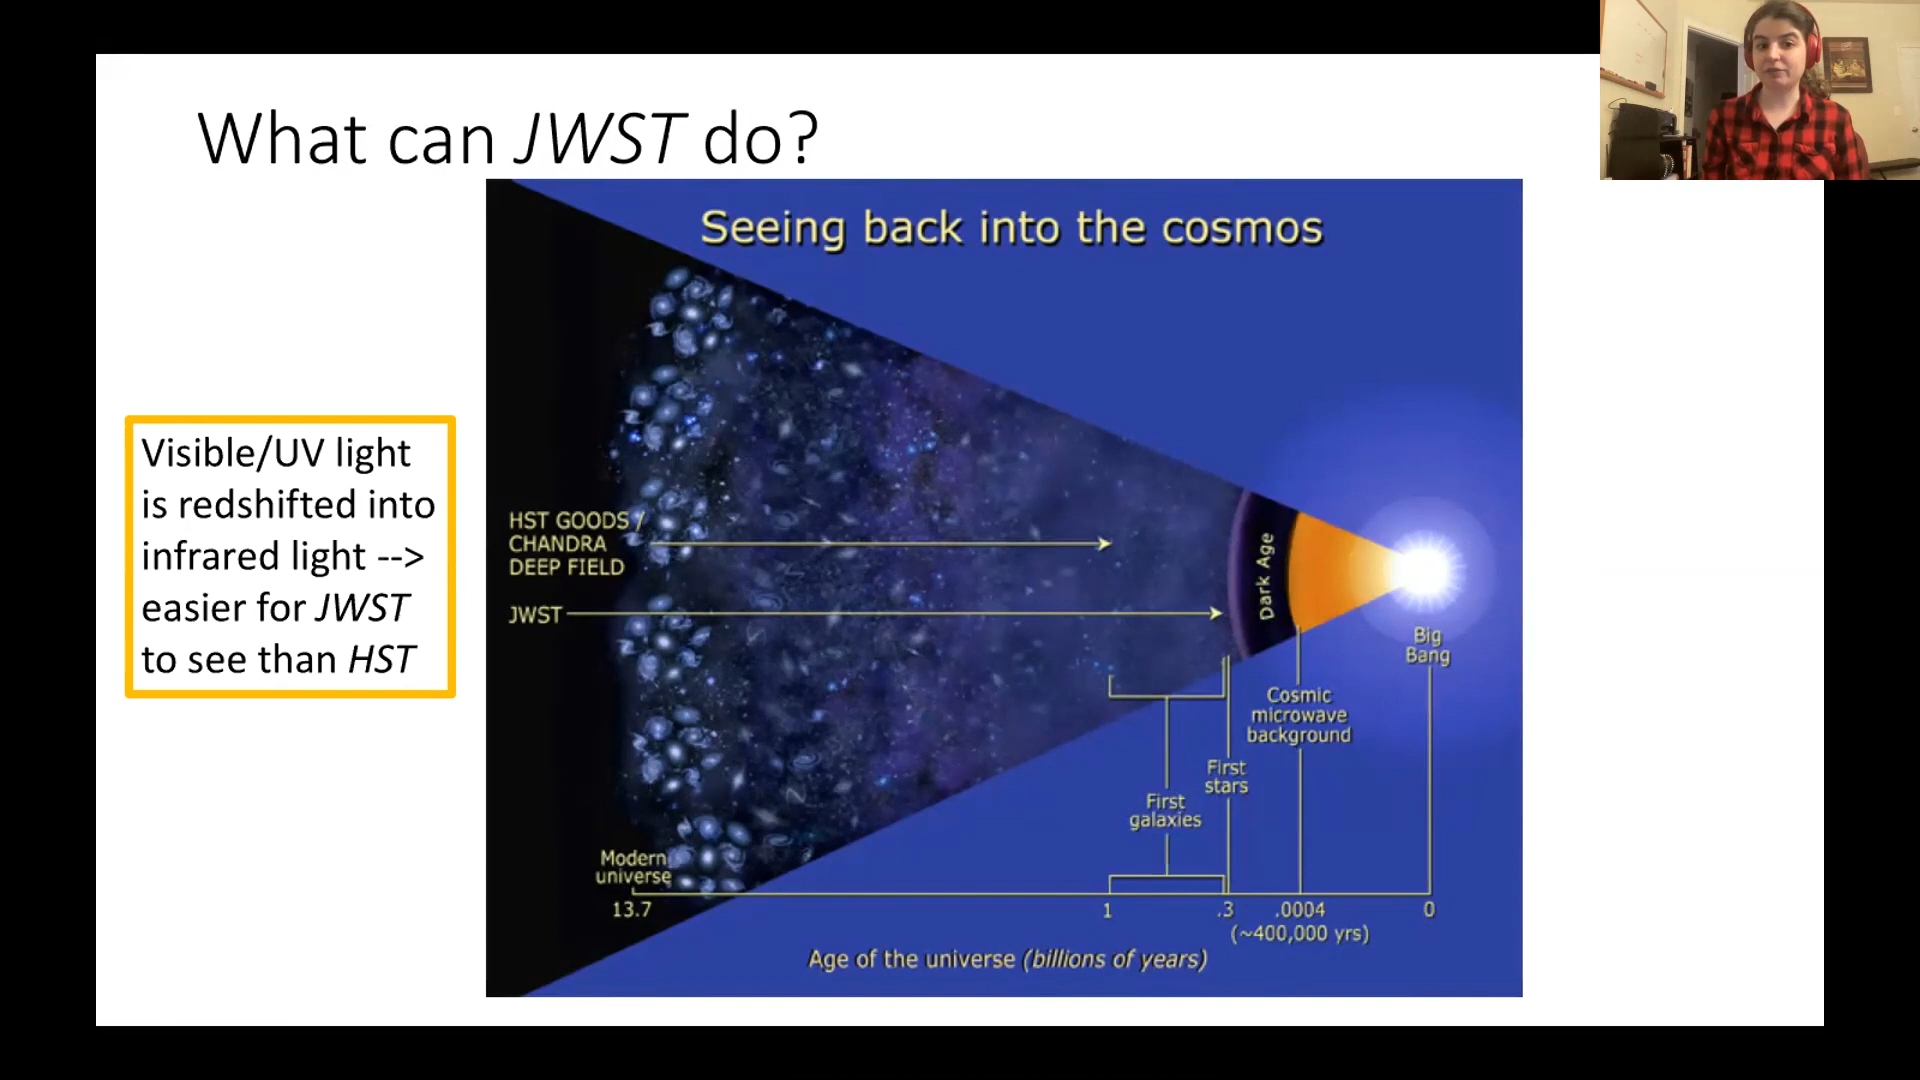 What can JWST do?
Seeing back into the cosmos
Visible/UV light
is redshifted into
infrared light -->
easier for JWST
to see than HST
HST GOODS /
CHANDRA
DEEP FIELD
JWST
Dark Age
Big
Bang
Cosmic
microwave
background
First
stars
First
galaxies
Modern
universe
13.7
1
.3
.0004
0
(~400,000 yrs)
Age of the universe (billions of years)